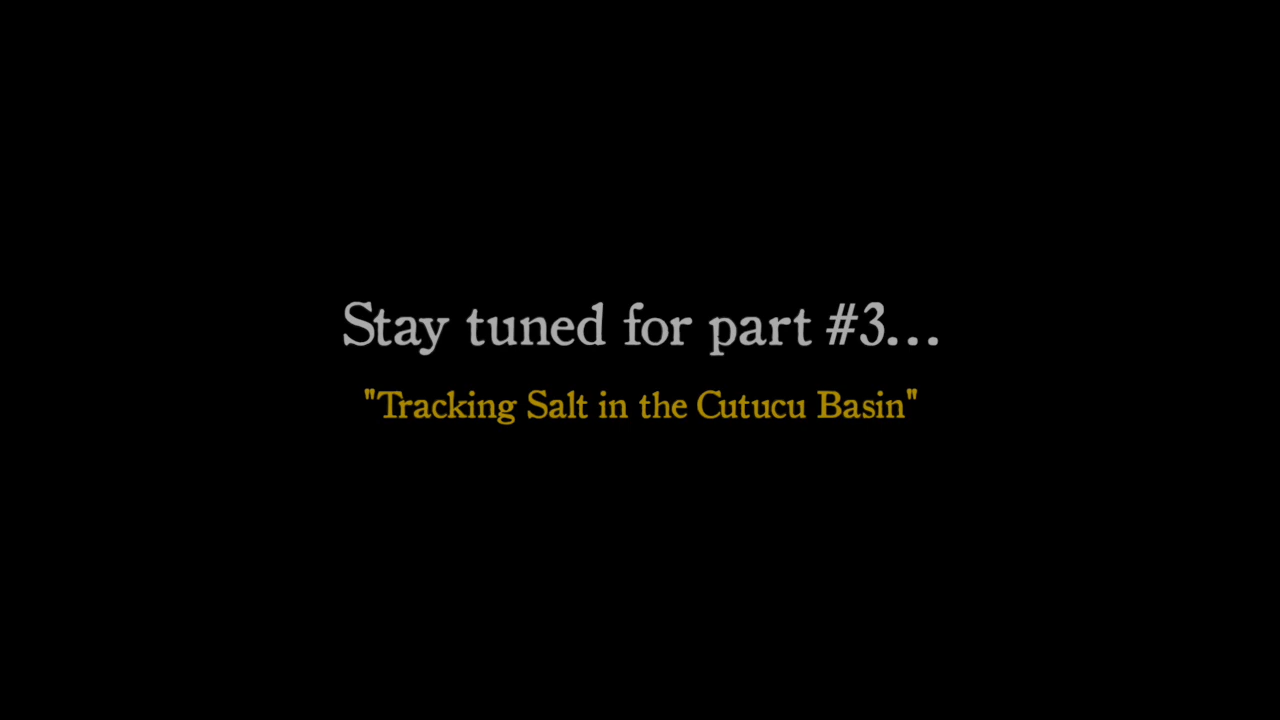 Stay tuned for part #3...
"Tracking Salt in the Cutucu Basin"